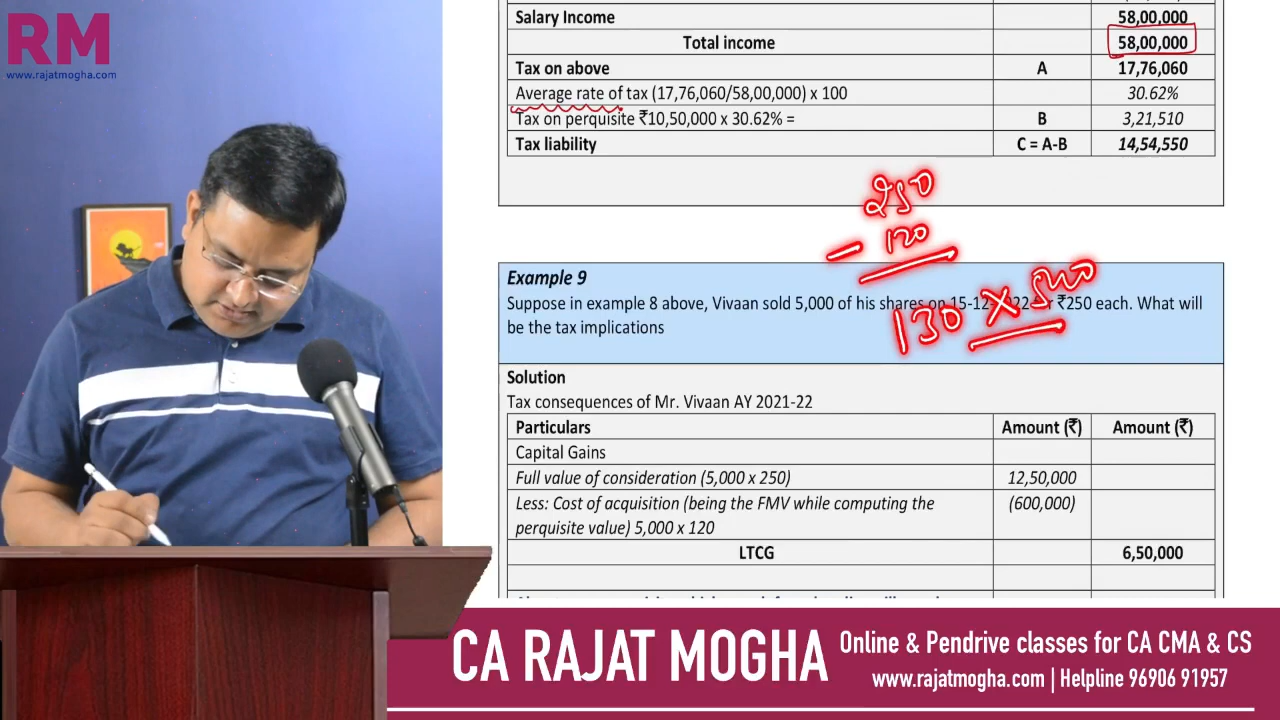 RM
www.rajatmogha.com
Salary Income 58,00,000
Total income 58,00,000
Tax on above A 17,76,060
Average rate of tax (17,76,060/58,00,000) x 100 30.62%
Tax on perquisite ₹10,50,000 x 30.62% = B 3,21,510
Tax liability C = A-B 14,54,550
250
- 120
130 X
Example 9
Suppose in example 8 above, Vivaan sold 5,000 of his shares on 15-12-2022 ₹250 each. What will
be the tax implications
Solution
Tax consequences of Mr. Vivaan AY 2021-22
Particulars Amount (₹) Amount (₹)
Capital Gains
Full value of consideration (5,000 x 250) 12,50,000
Less: Cost of acquisition (being the FMV while computing the (600,000)
perquisite value) 5,000 x 120
LTCG 6,50,000
CA RAJAT MOGHA
Online & Pendrive classes for CA CMA & CS
www.rajatmogha.com | Helpline 96906 91957